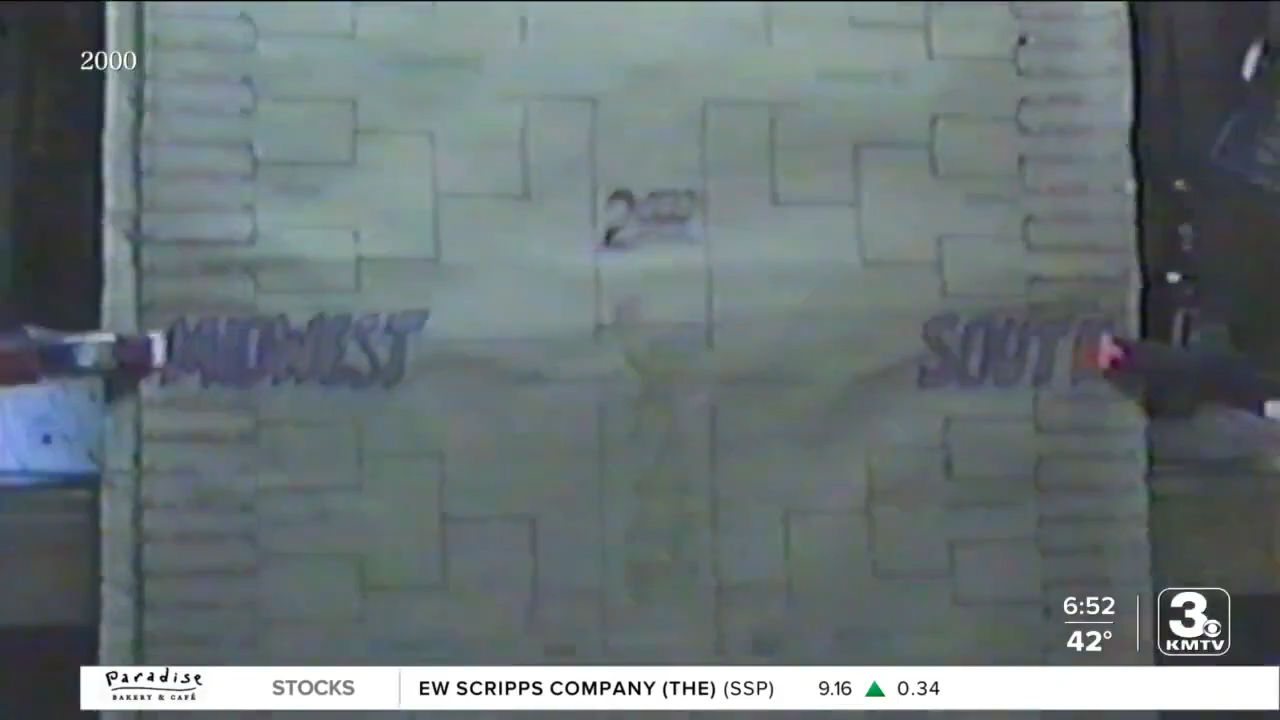 2000
2000
MIDWEST
SOUTH
6:52
42°
3
KMTV
Paradise
BAKERY & CAFÉ
STOCKS
EW SCRIPPS COMPANY (THE) (SSP) 9.16 ▲ 0.34